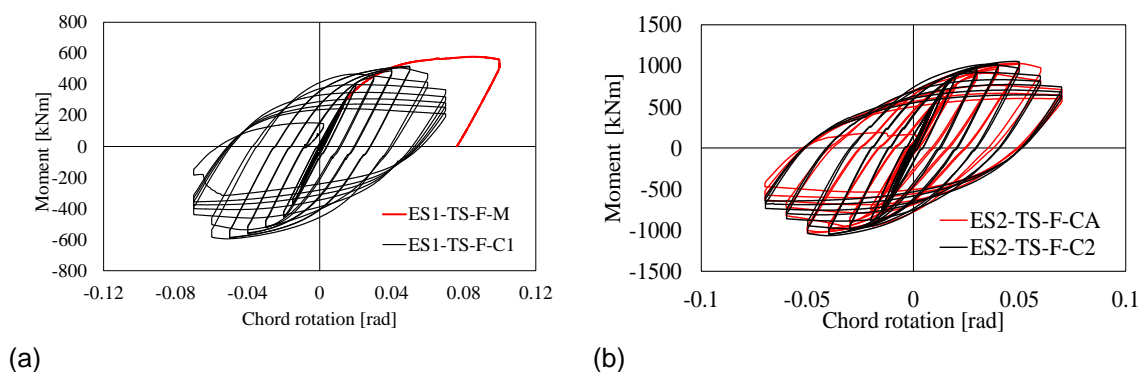 800
600
400
200
0
-200
-400
-600
-800
Moment [kNm]
ES1-TS-F-M
ES1-TS-F-C1
-0.12 -0.08 -0.04 0 0.04 0.08 0.12
Chord rotation [rad]
(a)
1500
1000
500
0
-500
-1000
-1500
Moment [kNm]
ES2-TS-F-CA
ES2-TS-F-C2
-0.1 -0.05 0 0.05 0.1
Chord rotation [rad]
(b)